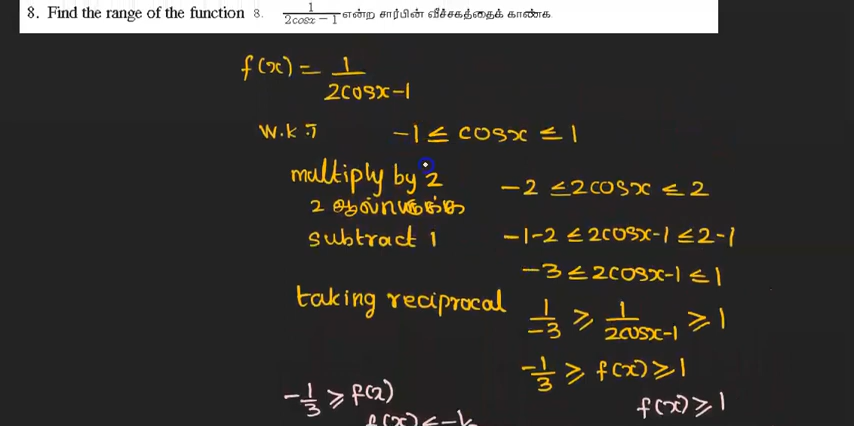 8. Find the range of the function 8. 1/(2cosx − 1) என்ற சார்பின் வீச்சகத்தைக் காண்க
f(x) = 1/(2cosx-1)
W.K.T -1 ≤ cosx ≤ 1
multiply by 2 -2 ≤ 2cosx ≤ 2
2 ஆல்
subtract 1 -1-2 ≤ 2cosx-1 ≤ 2-1
-3 ≤ 2cosx-1 ≤ 1
taking reciprocal 1/-3 ≥ 1/(2cosx-1) ≥ 1
-1/3 ≥ f(x) ≥ 1
-1/3 ≥ f(x) f(x) ≥ 1
f(x) ≤ -1/